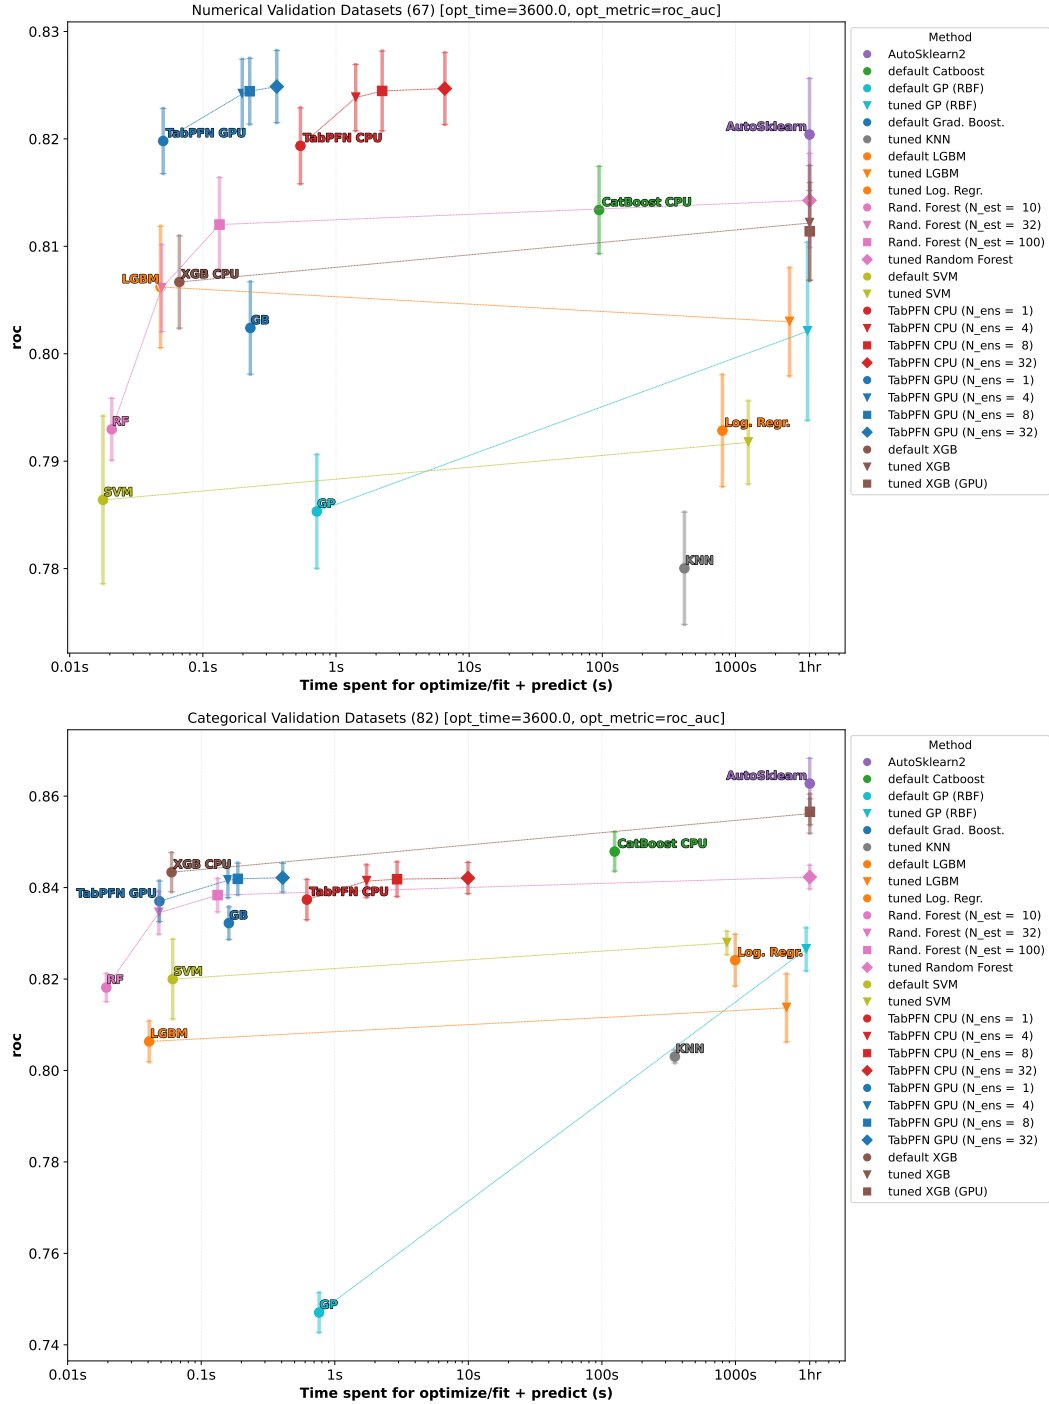 Numerical Validation Datasets (67) [opt_time=3600.0, opt_metric=roc_auc]
0.83
0.82
0.81
0.80
0.79
0.78
roc
TabPFN GPU
TabPFN CPU
AutoSklearn
CatBoost CPU
XGB CPU
LGBM
GB
RF
Log. Regr.
SVM
GP
KNN
0.01s
0.1s
1s
10s
100s
1000s
1hr
Time spent for optimize/fit + predict (s)
Method
AutoSklearn2
default Catboost
default GP (RBF)
tuned GP (RBF)
default Grad. Boost.
tuned KNN
default LGBM
tuned LGBM
tuned Log. Regr.
Rand. Forest (N_est = 10)
Rand. Forest (N_est = 32)
Rand. Forest (N_est = 100)
tuned Random Forest
default SVM
tuned SVM
TabPFN CPU (N_ens = 1)
TabPFN CPU (N_ens = 4)
TabPFN CPU (N_ens = 8)
TabPFN CPU (N_ens = 32)
TabPFN GPU (N_ens = 1)
TabPFN GPU (N_ens = 4)
TabPFN GPU (N_ens = 8)
TabPFN GPU (N_ens = 32)
default XGB
tuned XGB
tuned XGB (GPU)
Categorical Validation Datasets (82) [opt_time=3600.0, opt_metric=roc_auc]
0.86
0.84
0.82
0.80
0.78
0.76
0.74
roc
AutoSklearn
CatBoost CPU
XGB CPU
TabPFN GPU
TabPFN CPU
GB
Log. Regr.
SVM
RF
LGBM
KNN
GP
0.01s
0.1s
1s
10s
100s
1000s
1hr
Time spent for optimize/fit + predict (s)
Method
AutoSklearn2
default Catboost
default GP (RBF)
tuned GP (RBF)
default Grad. Boost.
tuned KNN
default LGBM
tuned LGBM
tuned Log. Regr.
Rand. Forest (N_est = 10)
Rand. Forest (N_est = 32)
Rand. Forest (N_est = 100)
tuned Random Forest
default SVM
tuned SVM
TabPFN CPU (N_ens = 1)
TabPFN CPU (N_ens = 4)
TabPFN CPU (N_ens = 8)
TabPFN CPU (N_ens = 32)
TabPFN GPU (N_ens = 1)
TabPFN GPU (N_ens = 4)
TabPFN GPU (N_ens = 8)
TabPFN GPU (N_ens = 32)
default XGB
tuned XGB
tuned XGB (GPU)